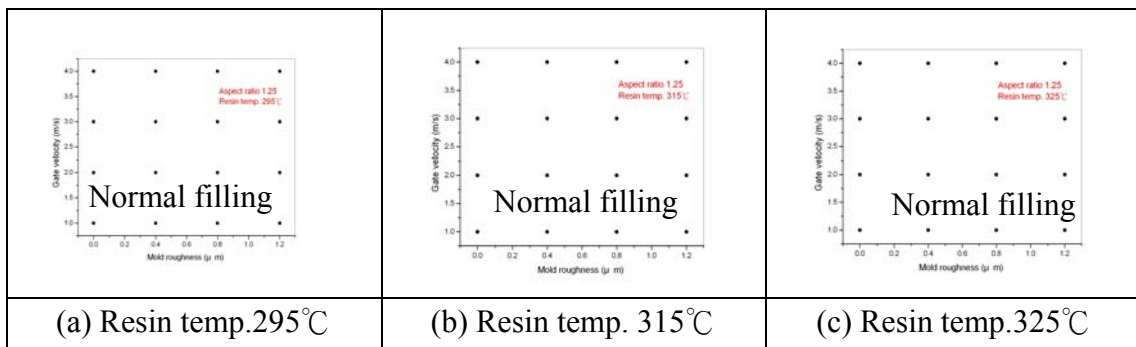 4.0
3.5
3.0
2.5
2.0
1.5
1.0
Gate velocity (m/s)
Aspect ratio 1.25
Resin temp. 295℃
Normal filling
0.0 0.2 0.4 0.6 0.8 1.0 1.2
Mold roughness (μ m)
4.0
3.5
3.0
2.5
2.0
1.5
1.0
Gate velocity (m/s)
Aspect ratio 1.25
Resin temp. 315℃
Normal filling
0.0 0.2 0.4 0.6 0.8 1.0 1.2
Mold roughness (μ m)
4.0
3.5
3.0
2.5
2.0
1.5
1.0
Gate velocity (m/s)
Aspect ratio 1.25
Resin temp. 325℃
Normal filling
0.0 0.2 0.4 0.6 0.8 1.0 1.2
Mold roughness (μ m)
(a) Resin temp.295℃
(b) Resin temp. 315℃
(c) Resin temp.325℃